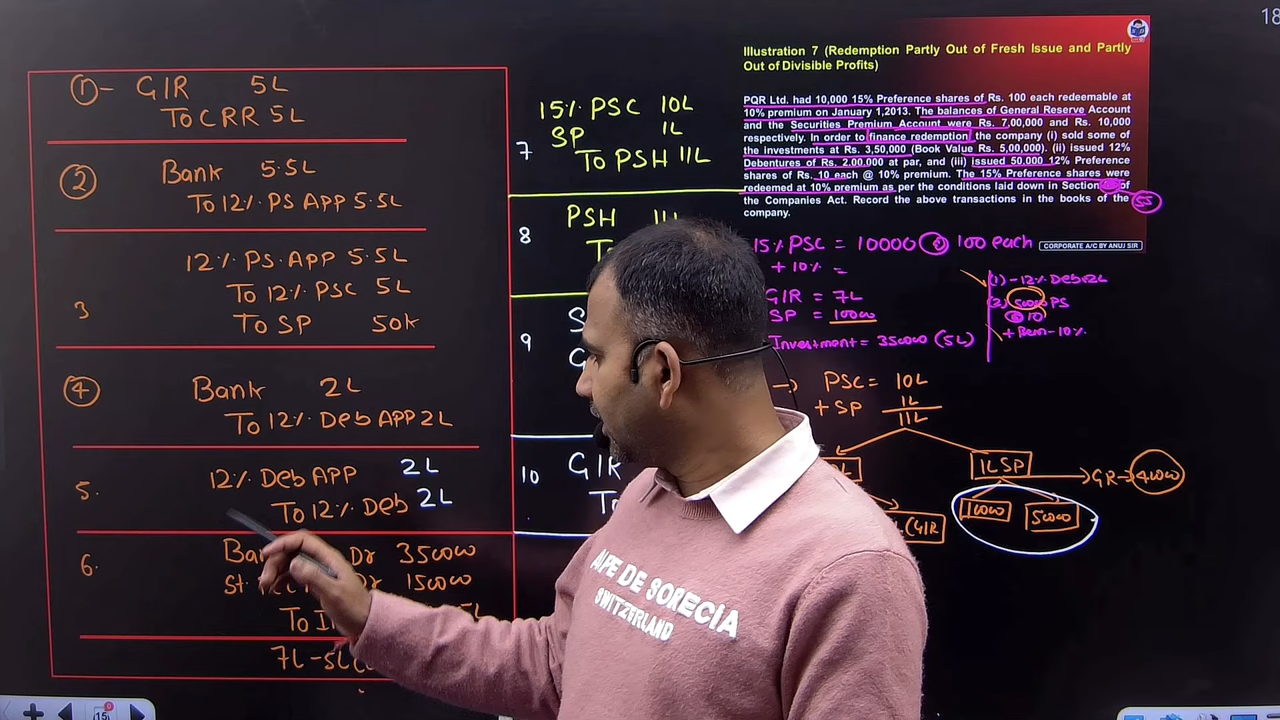 18
① - GIR 5L
To CRR 5L
② Bank 5.5L
To 12% PS APP 5.5L
3 12% PS APP 5.5L
To 12% PSC 5L
To SP 50k
④ Bank 2L
To 12% Deb APP 2L
5. 12% Deb APP 2L
To 12% Deb 2L
6. Dr 350000
Dr 150000
To
7L-5L
15
7 15% PSC 10L
SP 1L
To PSH 11L
8 PSH
9
10 GIR
To
Illustration 7 (Redemption Partly Out of Fresh Issue and Partly
Out of Divisible Profits)
PQR Ltd. had 10,000 15% Preference shares of Rs. 100 each redeemable at
10% premium on January 1,2013. The balances of General Reserve Account
and the Securities Premium Account were Rs. 7,00,000 and Rs. 10,000
respectively. In order to finance redemption, the company (i) sold some of
the investments at Rs. 3,50,000 (Book Value Rs. 5,00,000). (ii) issued 12%
Debentures of Rs. 2.00.000 at par, and (iii) issued 50,000 12% Preference
shares of Rs. 10 each @ 10% premium. The 15% Preference shares were
redeemed at 10% premium as per the conditions laid down in Section of 55
the Companies Act. Record the above transactions in the books of the
company.
CORPORATE A/C BY ANUJ SIR
15% PSC = 10000 @ 100 each
+ 10% =
GIR = 7L
SP = 10000
Investment = 350000 (5L)
(1) - 12% Deb 2L
(2) 50000 PS
@ 10
+ Prem - 10%
→ PSC = 10L
+ SP 1L
11L
1L SP → GR → 40000
(GIR
10000 50000
ALPE DE SORECIA
SWITZERLAND